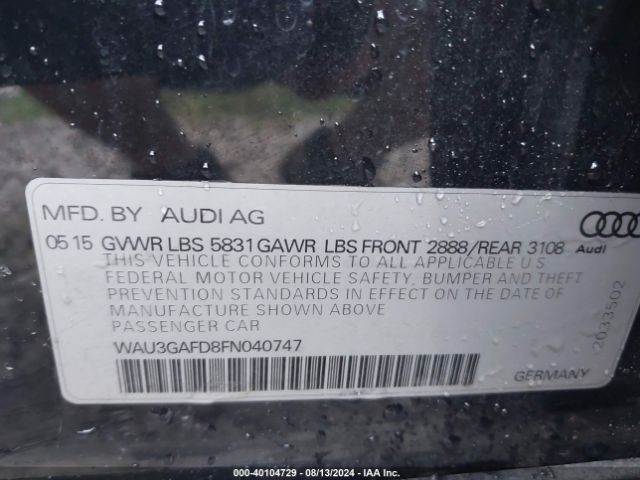 MFD. BY AUDI AG
05 15 GVWR LBS 5831 GAWR LBS FRONT 2888/REAR 3108
Audi
THIS VEHICLE CONFORMS TO ALL APPLICABLE U S
FEDERAL MOTOR VEHICLE SAFETY, BUMPER AND THEFT
PREVENTION STANDARDS IN EFFECT ON THE DATE OF
MANUFACTURE SHOWN ABOVE
PASSENGER CAR
2033502
WAU3GAFD8FN040747
GERMANY
000-40104729 - 08/13/2024 - IAA Inc.